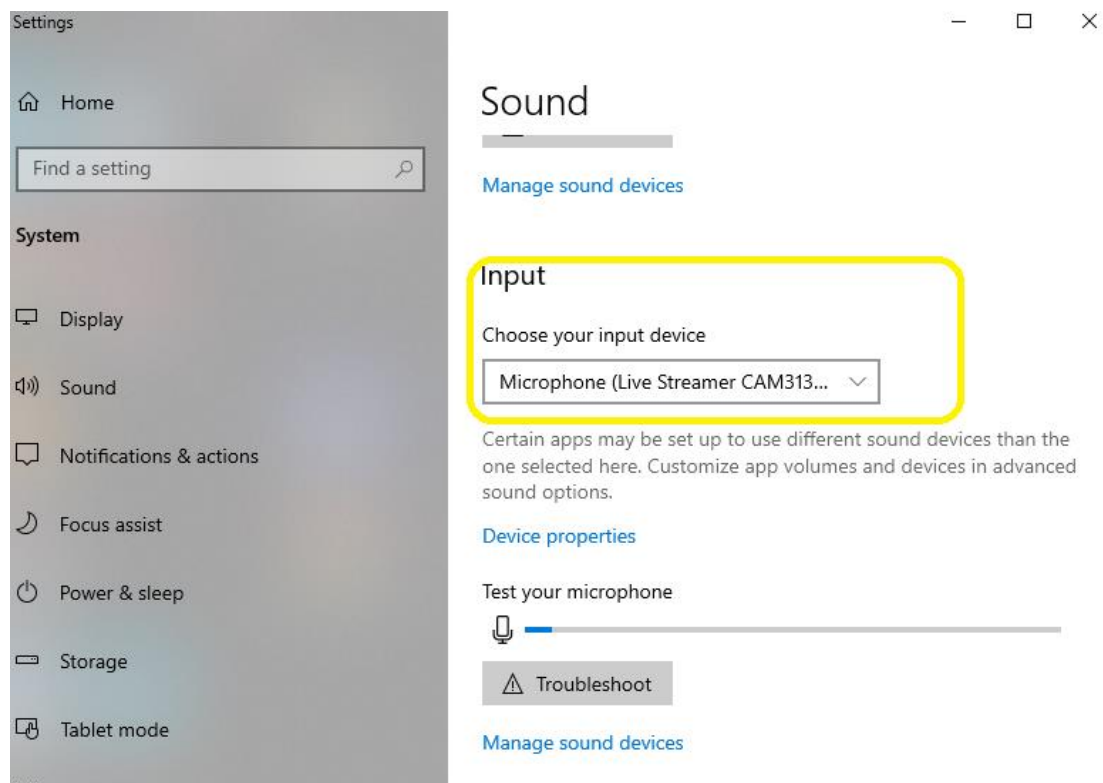 Settings
Home
Find a setting
System
Display
Sound
Notifications & actions
Focus assist
Power & sleep
Storage
Tablet mode
Sound
Manage sound devices
Input
Choose your input device
Microphone (Live Streamer CAM313...
Certain apps may be set up to use different sound devices than the
one selected here. Customize app volumes and devices in advanced
sound options.
Device properties
Test your microphone
Troubleshoot
Manage sound devices